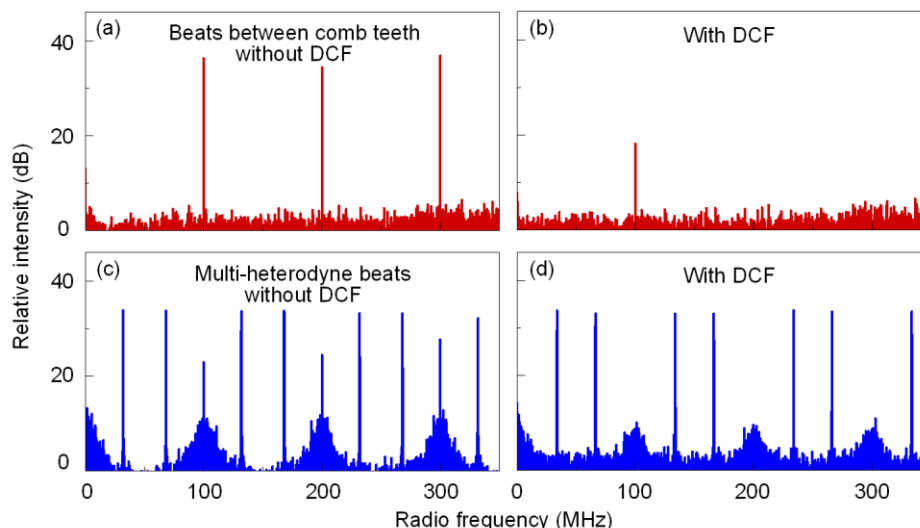 (a) Beats between comb teeth
without DCF
(b) With DCF
40
20
0
Relative intensity (dB)
(c) Multi-heterodyne beats
without DCF
(d) With DCF
40
20
0
0 100 200 300 0 100 200 300
Radio frequency (MHz)